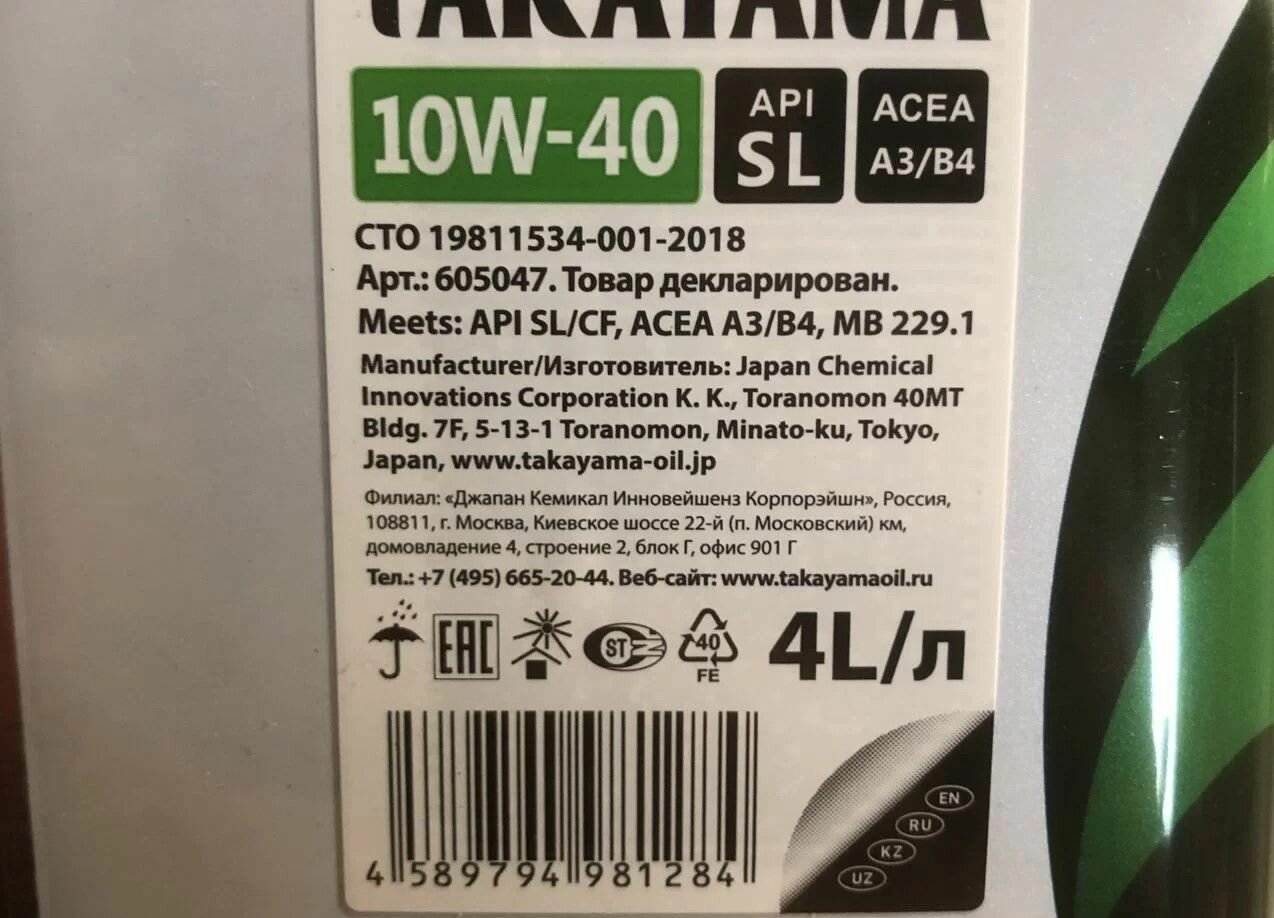 TAKAYAMA
10W-40
API
SL
ACEA
A3/B4
СТО 19811534-001-2018
Арт.: 605047. Товар декларирован.
Meets: API SL/CF, ACEA A3/B4, MB 229.1
Manufacturer/Изготовитель: Japan Chemical
Innovations Corporation K. K., Toranomon 40MT
Bldg. 7F, 5-13-1 Toranomon, Minato-ku, Tokyo,
Japan, www.takayama-oil.jp
Филиал: «Джапан Кемикал Инновейшенз Корпорэйшн», Россия,
108811, г. Москва, Киевское шоссе 22-й (п. Московский) км,
домовладение 4, строение 2, блок Г, офис 901 Г
Тел.: +7 (495) 665-20-44. Веб-сайт: www.takayamaoil.ru
EAC
ST
40
FE
4L/л
4 589794 981284
EN
RU
KZ
UZ